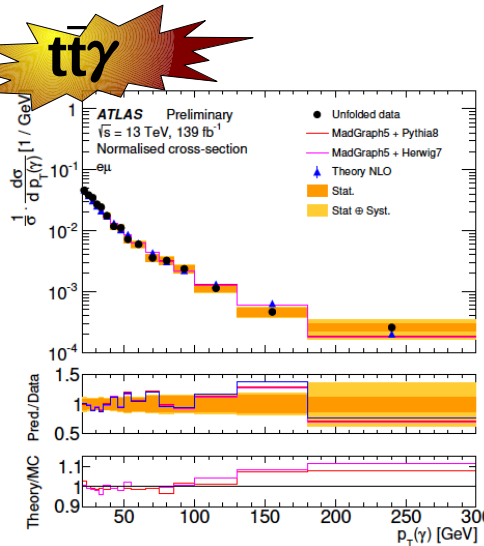 tt̄γ
ATLAS Preliminary
√s = 13 TeV, 139 fb⁻¹
Normalised cross-section
eμ
Unfolded data
MadGraph5 + Pythia8
MadGraph5 + Herwig7
Theory NLO
Stat.
Stat ⊕ Syst.
1/σ · dσ/d p_T(γ) [1 / GeV]
1
10⁻¹
10⁻²
10⁻³
10⁻⁴
Pred./Data
1.5
1
0.5
Theory/MC
1.1
1
0.9
50 100 150 200 250 300
p_T(γ) [GeV]